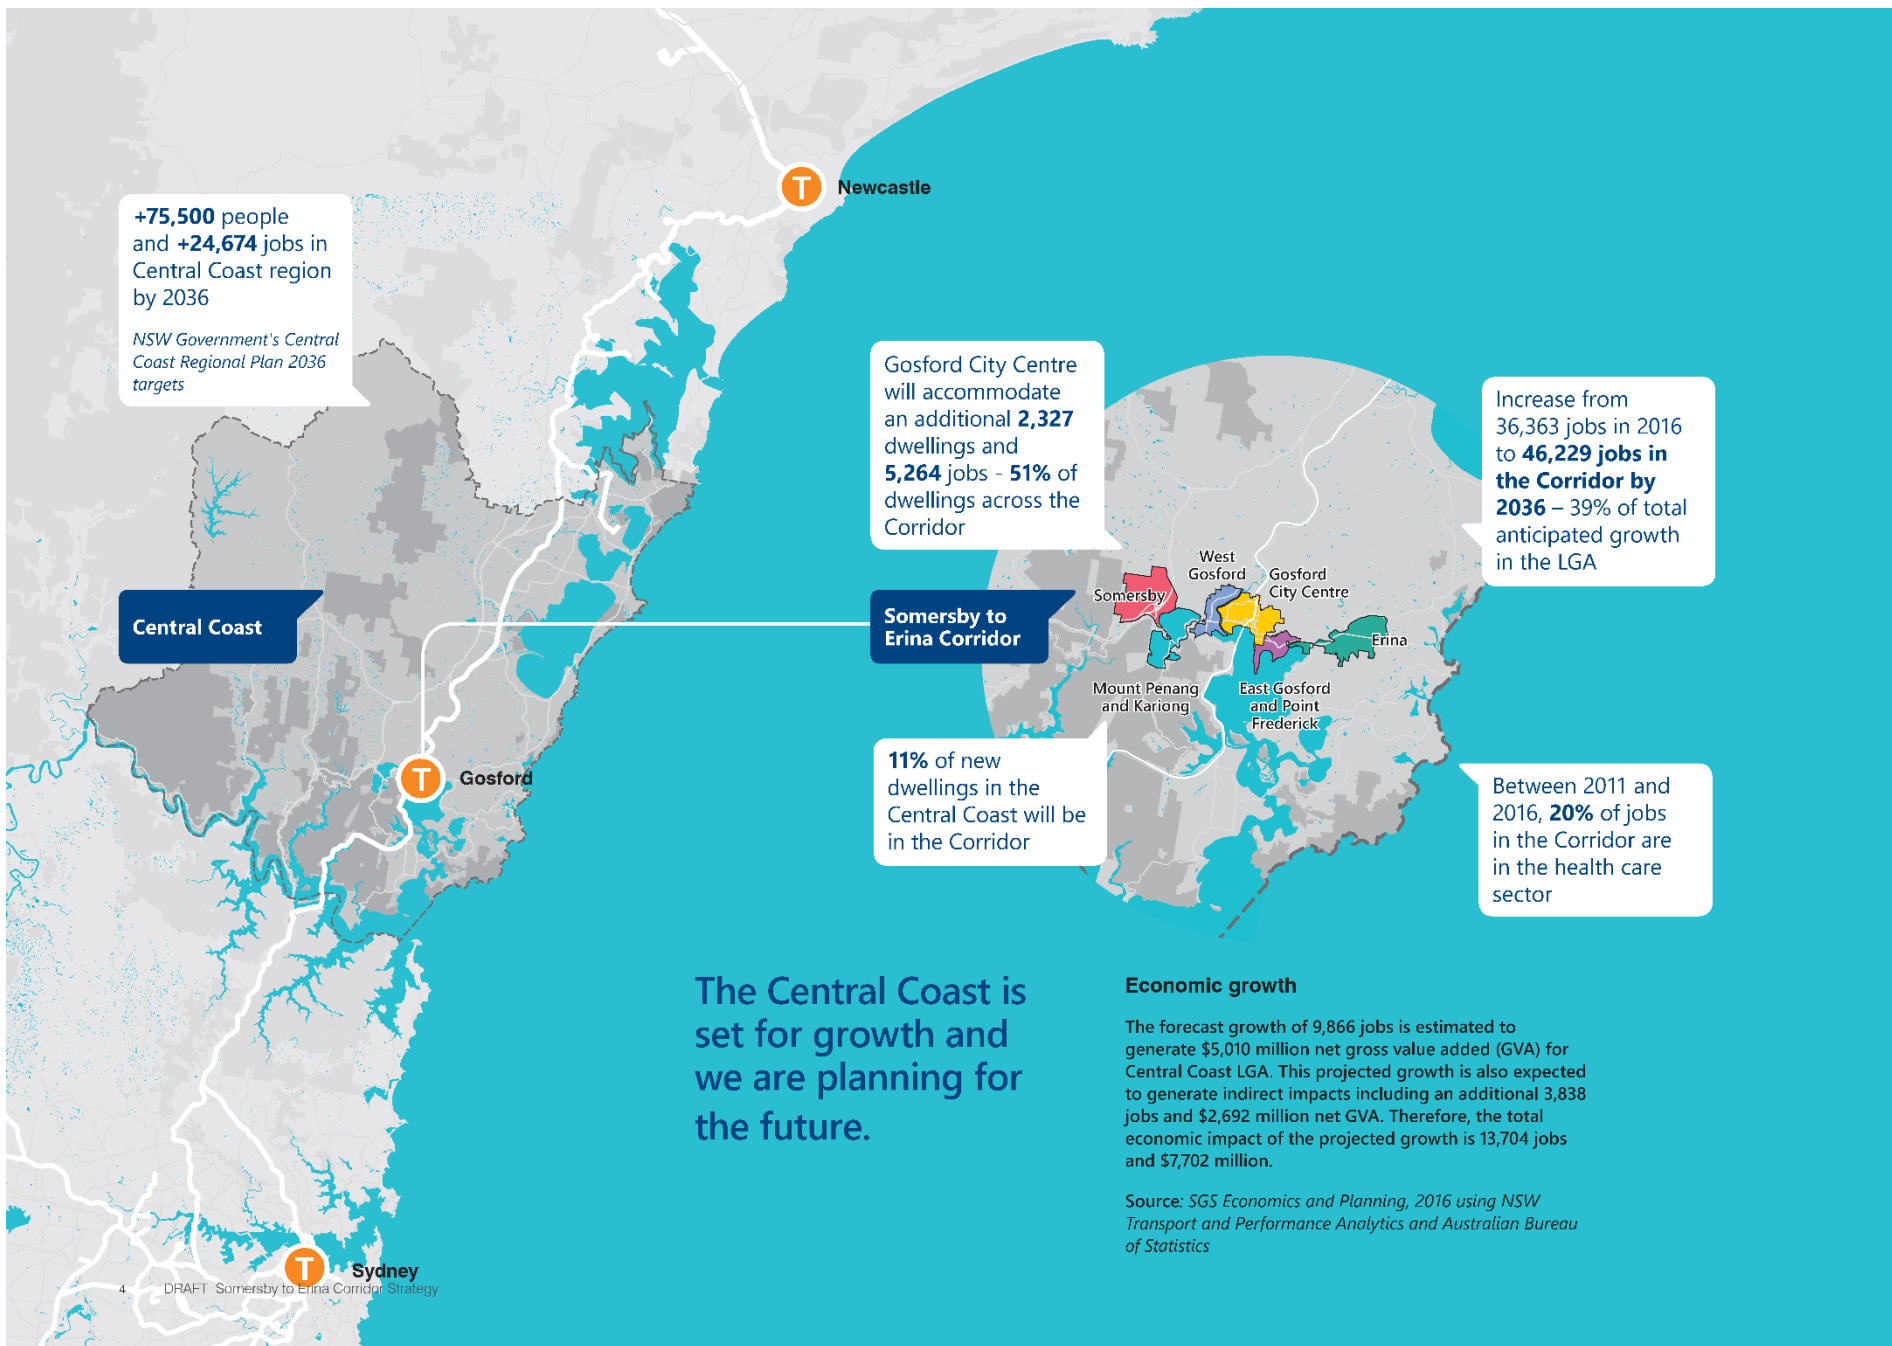 T
Newcastle
+75,500 people
and +24,674 jobs in
Central Coast region
by 2036
NSW Government's Central
Coast Regional Plan 2036
targets
Central Coast
T
Gosford
T
Sydney
Gosford City Centre
will accommodate
an additional 2,327
dwellings and
5,264 jobs - 51% of
dwellings across the
Corridor
Increase from
36,363 jobs in 2016
to 46,229 jobs in
the Corridor by
2036 – 39% of total
anticipated growth
in the LGA
Somersby to
Erina Corridor
West
Gosford
Gosford
City Centre
Somersby
Erina
Mount Penang
and Kariong
East Gosford
and Point
Frederick
11% of new
dwellings in the
Central Coast will be
in the Corridor
Between 2011 and
2016, 20% of jobs
in the Corridor are
in the health care
sector
The Central Coast is
set for growth and
we are planning for
the future.
Economic growth
The forecast growth of 9,866 jobs is estimated to
generate $5,010 million net gross value added (GVA) for
Central Coast LGA. This projected growth is also expected
to generate indirect impacts including an additional 3,838
jobs and $2,692 million net GVA. Therefore, the total
economic impact of the projected growth is 13,704 jobs
and $7,702 million.
Source: SGS Economics and Planning, 2016 using NSW
Transport and Performance Analytics and Australian Bureau
of Statistics
4 DRAFT Somersby to Erina Corridor Strategy